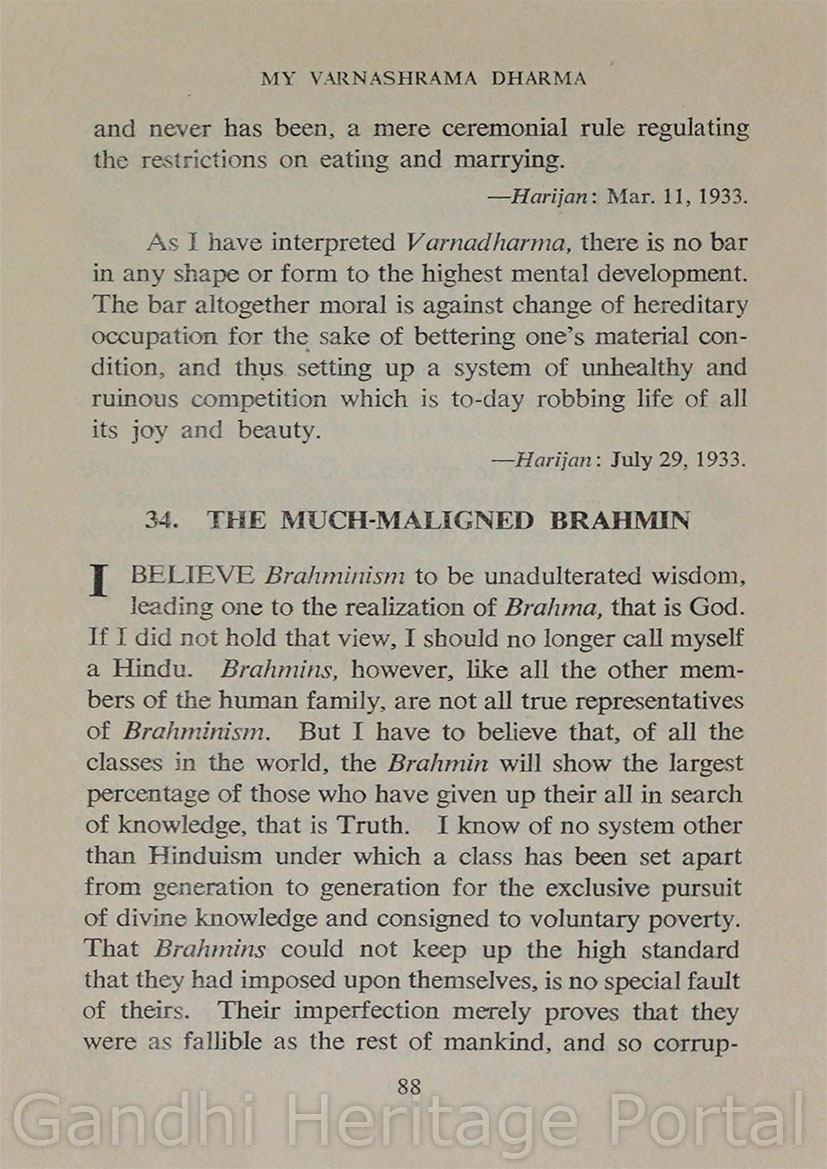 MY VARNASHRAMA DHARMA
and never has been, a mere ceremonial rule regulating
the restrictions on eating and marrying.
—Harijan: Mar. 11, 1933.
As I have interpreted Varnadharma, there is no bar
in any shape or form to the highest mental development.
The bar altogether moral is against change of hereditary
occupation for the sake of bettering one's material con-
dition, and thus setting up a system of unhealthy and
ruinous competition which is to-day robbing life of all
its joy and beauty.
—Harijan: July 29, 1933.
34. THE MUCH-MALIGNED BRAHMIN
I BELIEVE Brahminism to be unadulterated wisdom,
leading one to the realization of Brahma, that is God.
If I did not hold that view, I should no longer call myself
a Hindu. Brahmins, however, like all the other mem-
bers of the human family, are not all true representatives
of Brahminism. But I have to believe that, of all the
classes in the world, the Brahmin will show the largest
percentage of those who have given up their all in search
of knowledge, that is Truth. I know of no system other
than Hinduism under which a class has been set apart
from generation to generation for the exclusive pursuit
of divine knowledge and consigned to voluntary poverty.
That Brahmins could not keep up the high standard
that they had imposed upon themselves, is no special fault
of theirs. Their imperfection merely proves that they
were as fallible as the rest of mankind, and so corrup-
88
Gandhi Heritage Portal